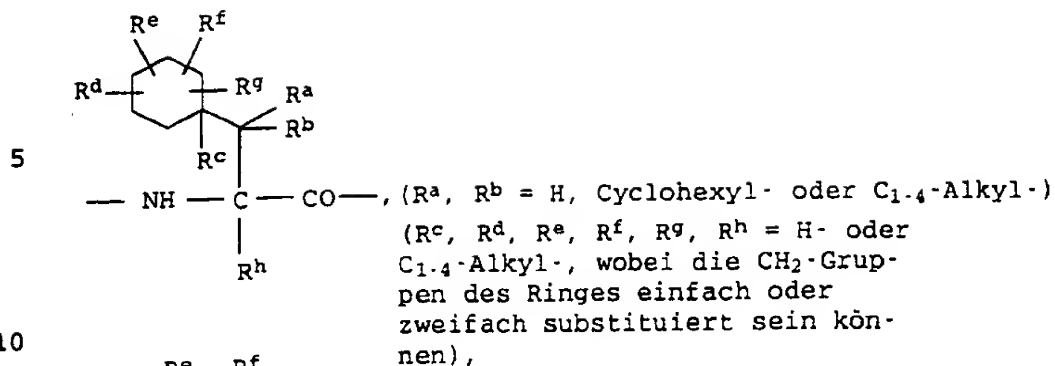 Rᵉ Rᶠ
Rᵈ Rᵍ Rᵃ
Rᵇ
5 Rᶜ
— NH — C — CO —, (Rᵃ, Rᵇ = H, Cyclohexyl- oder C₁₋₄-Alkyl-)
(Rᶜ, Rᵈ, Rᵉ, Rᶠ, Rᵍ, Rʰ = H- oder
Rʰ C₁₋₄-Alkyl-, wobei die CH₂-Grup-
pen des Ringes einfach oder
zweifach substituiert sein kön-
10 nen),
Rᵉ Rᶠ